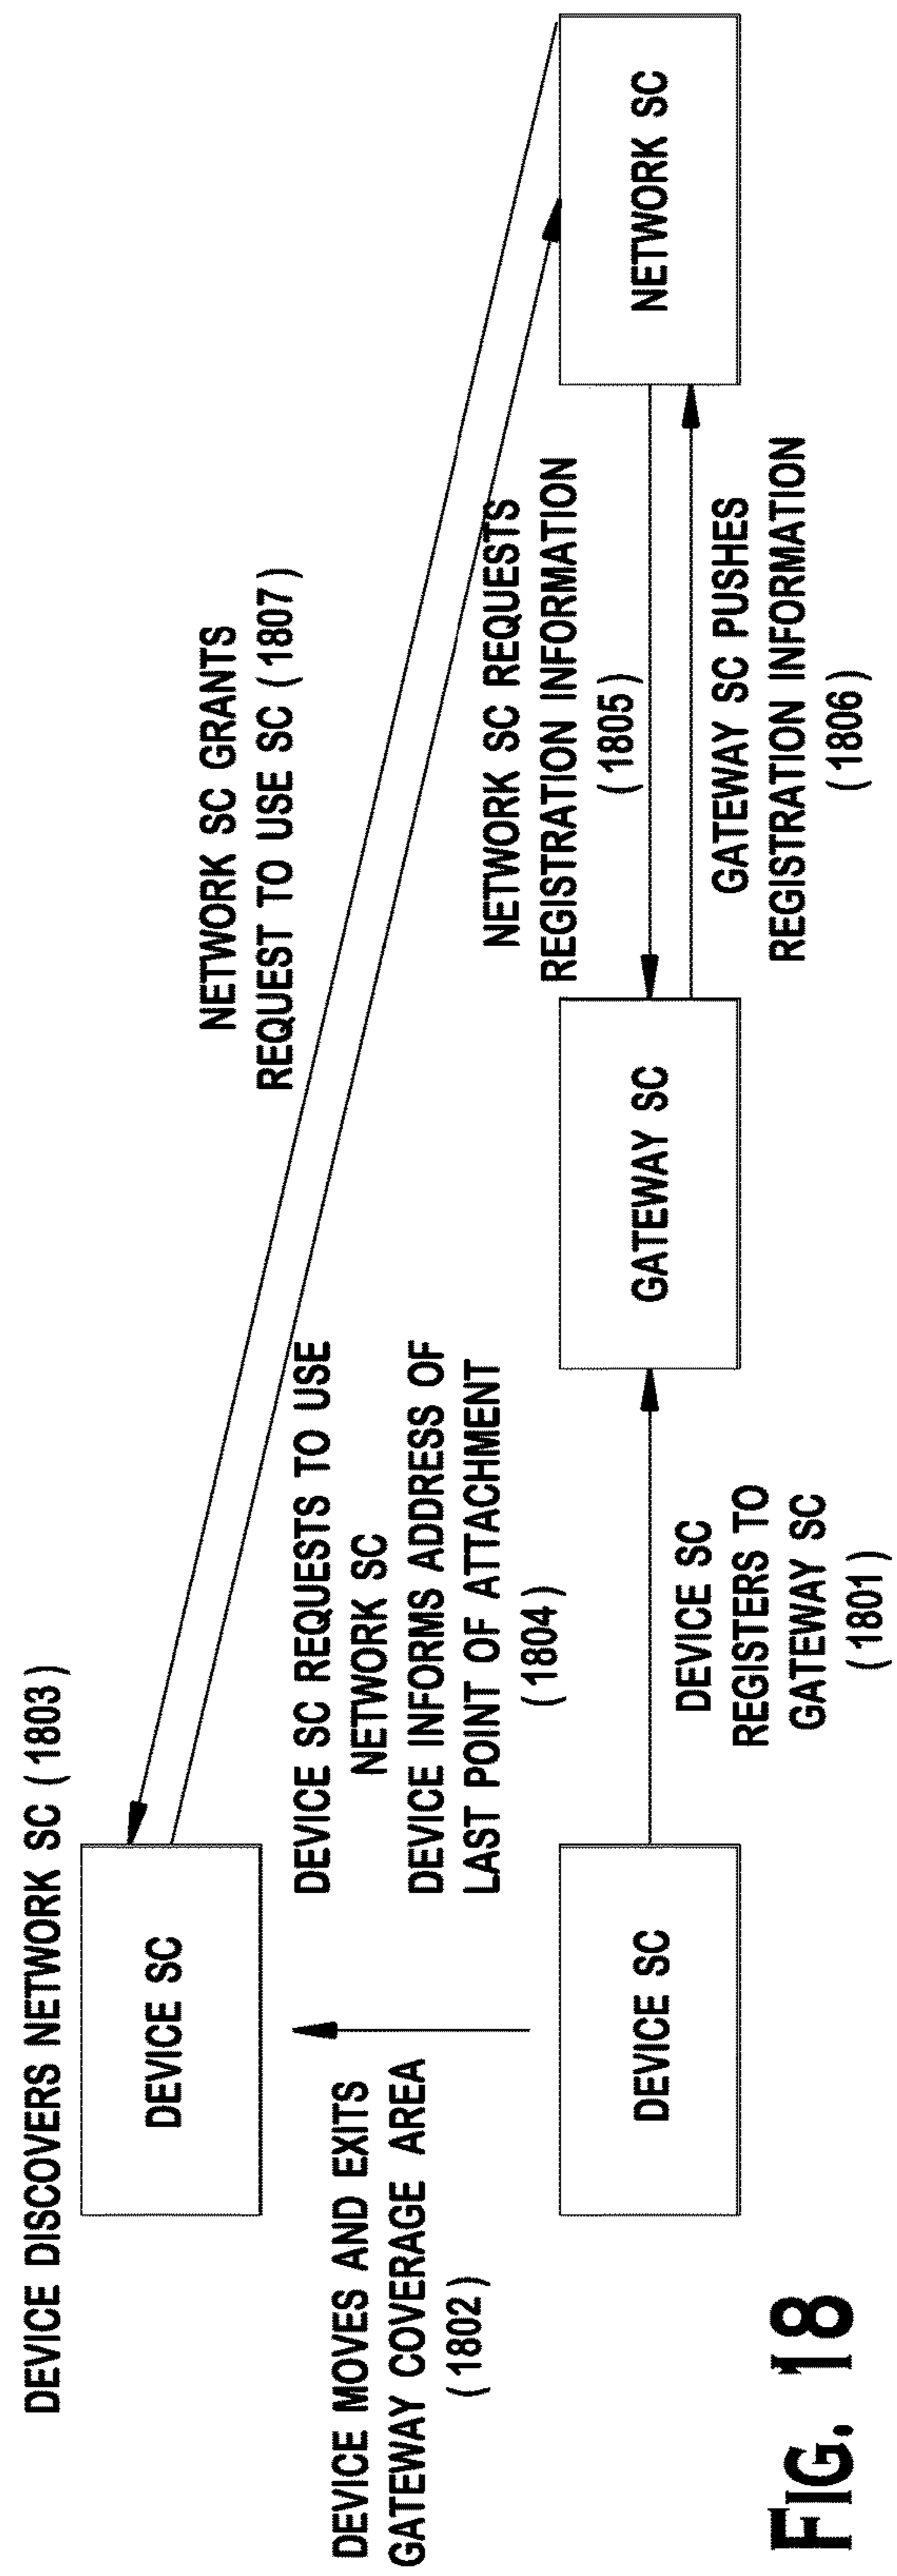 DEVICE DISCOVERS NETWORK SC (1803)
DEVICE SC
NETWORK SC GRANTS
REQUEST TO USE SC (1807)
DEVICE MOVES AND EXITS
GATEWAY COVERAGE AREA
(1802)
DEVICE SC REQUESTS TO USE
NETWORK SC
DEVICE INFORMS ADDRESS OF
LAST POINT OF ATTACHMENT
(1804)
NETWORK SC REQUESTS
REGISTRATION INFORMATION
(1805)
DEVICE SC
GATEWAY SC
NETWORK SC
DEVICE SC
REGISTERS TO
GATEWAY SC
(1801)
GATEWAY SC PUSHES
REGISTRATION INFORMATION
(1806)
FIG. 18